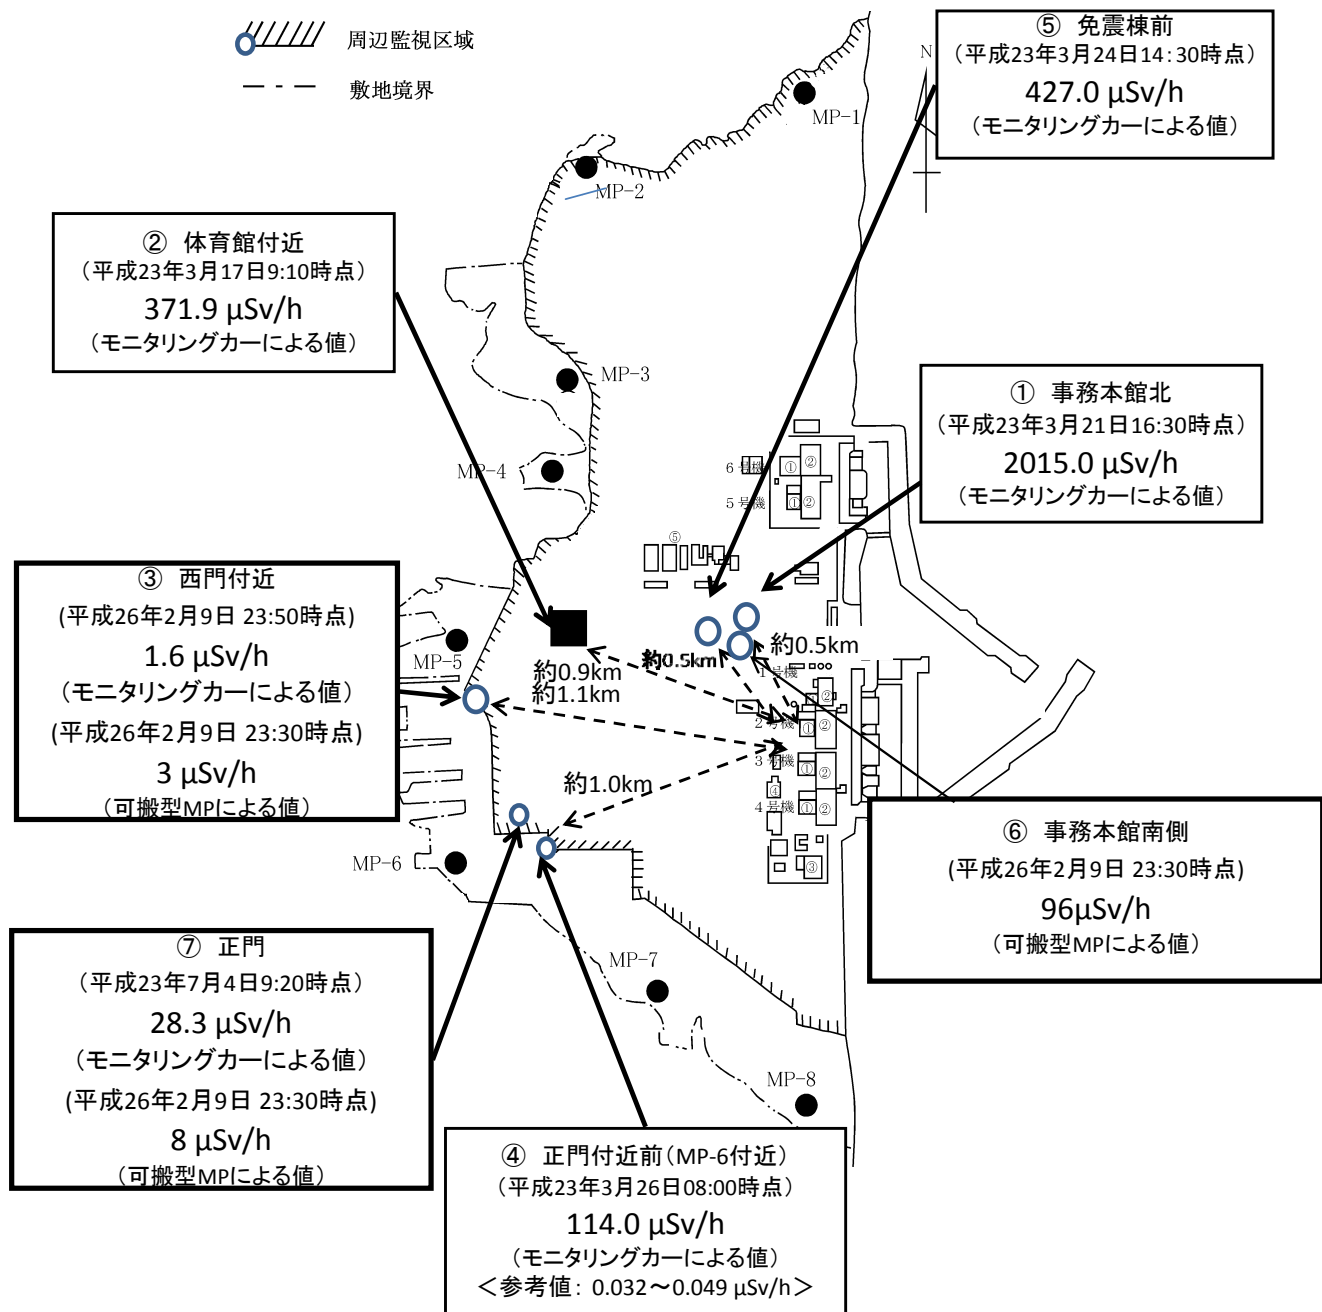 周辺監視区域
敷地境界
⑤ 免震棟前
(平成23年3月24日14:30時点)
427.0 μSv/h
(モニタリングカーによる値)
N
MP-1
MP-2
② 体育館付近
(平成23年3月17日9:10時点)
371.9 μSv/h
(モニタリングカーによる値)
MP-3
① 事務本館北
(平成23年3月21日16:30時点)
2015.0 μSv/h
(モニタリングカーによる値)
MP-4
6号機
① ②
5号機
① ②
⑤
③ 西門付近
(平成26年2月9日 23:50時点)
1.6 μSv/h
(モニタリングカーによる値)
(平成26年2月9日 23:30時点)
3 μSv/h
(可搬型MPによる値)
MP-5
約0.9km
約1.1km
約0.5km
約0.5km
1号機
②
2号機
① ②
3号機
① ②
④
4号機
① ②
③
約1.0km
MP-6
⑥ 事務本館南側
(平成26年2月9日 23:30時点)
96μSv/h
(可搬型MPによる値)
⑦ 正門
(平成23年7月4日9:20時点)
28.3 μSv/h
(モニタリングカーによる値)
(平成26年2月9日 23:30時点)
8 μSv/h
(可搬型MPによる値)
MP-7
MP-8
④ 正門付近前(MP-6付近)
(平成23年3月26日08:00時点)
114.0 μSv/h
(モニタリングカーによる値)
<参考値: 0.032~0.049 μSv/h>